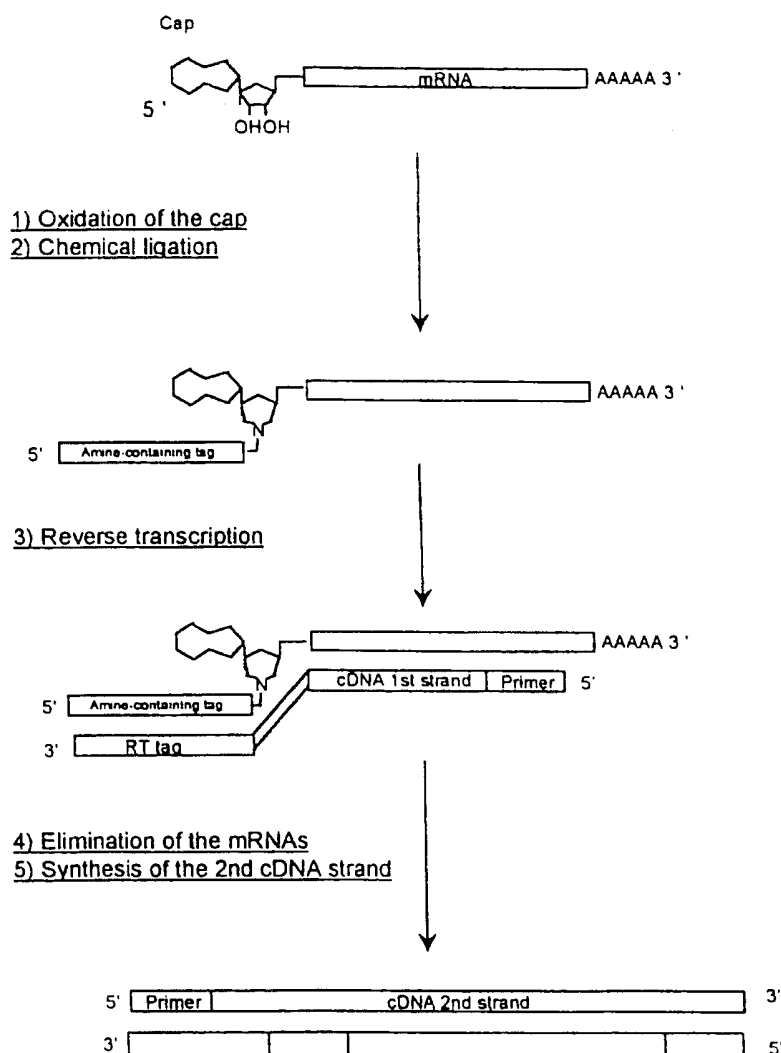 Cap
mRNA
AAAAA 3 '
5 '
OHOH
1) Oxidation of the cap
2) Chemical ligation
AAAAA 3 '
5' Amine-containing tag
N
3) Reverse transcription
AAAAA 3 '
N
cDNA 1st strand Primer 5'
5' Amine-containing tag
3' RT tag
4) Elimination of the mRNAs
5) Synthesis of the 2nd cDNA strand
5' Primer cDNA 2nd strand 3'
3' 5'